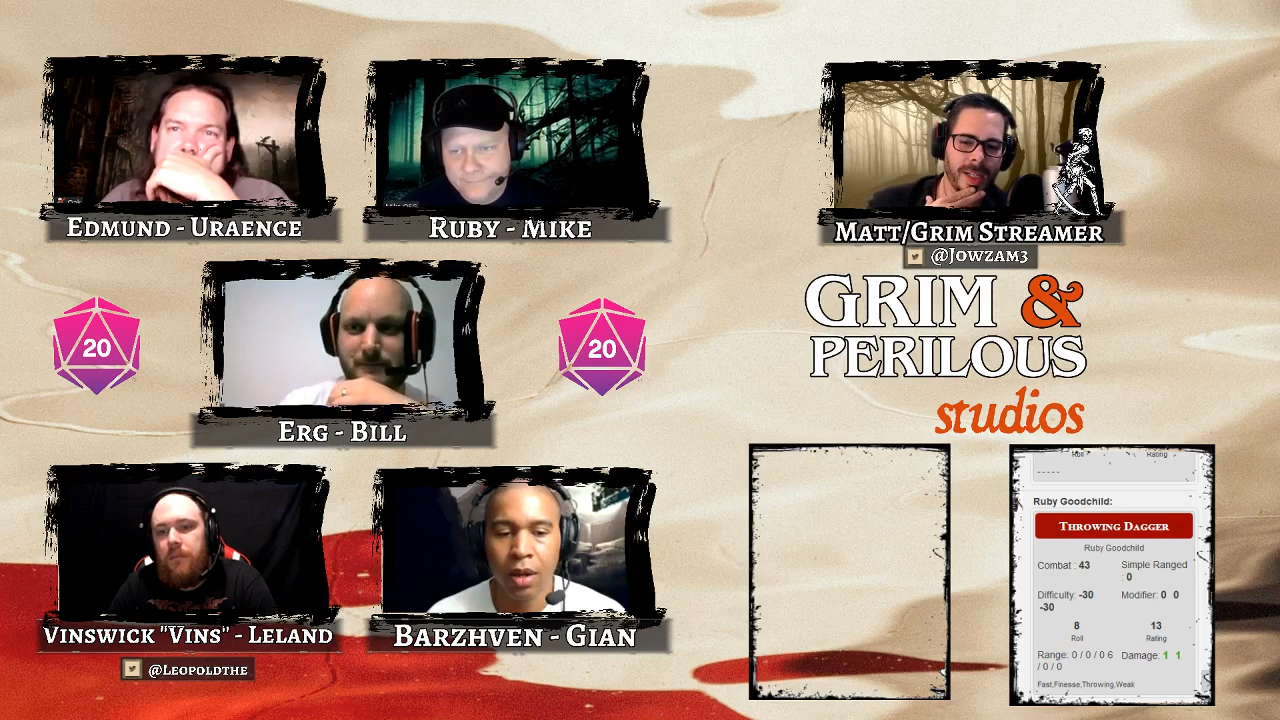 Edmund - Uraence
Ruby - Mike
Matt/Grim Streamer
@Jowzam3
GRIM &
PERILOUS
studios
20
20
Erg - Bill
Vinswick "Vins" - Leland
@Leopoldthe
Barzhven - Gian
Roll Rating
-----
Ruby Goodchild:
Throwing Dagger
Ruby Goodchild
Combat : 43 Simple Ranged
: 0
Difficulty: -30 Modifier: 0 0
-30
8 13
Roll Rating
Range: 0 / 0 / 0 6 Damage: 1 1
/ 0 / 0
Fast,Finesse,Throwing,Weak